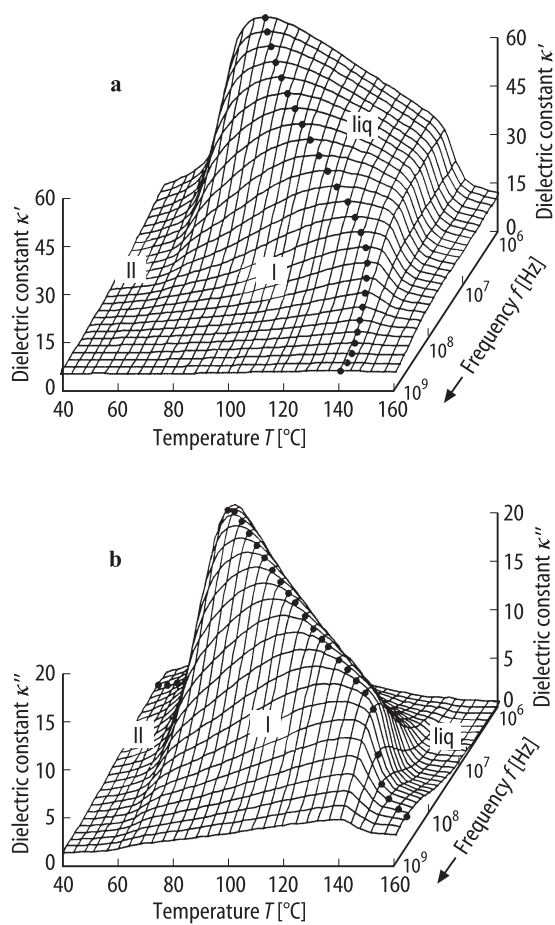 a
liq
II
I
Dielectric constant κ′
60
45
30
15
0
Dielectric constant κ′
60
45
30
15
0
40 60 80 100 120 140 160
Temperature T [°C]
10⁶
10⁷
10⁸
10⁹
Frequency f [Hz]
b
II
I
liq
Dielectric constant κ″
20
15
10
5
0
Dielectric constant κ″
20
15
10
5
0
40 60 80 100 120 140 160
Temperature T [°C]
10⁶
10⁷
10⁸
10⁹
Frequency f [Hz]